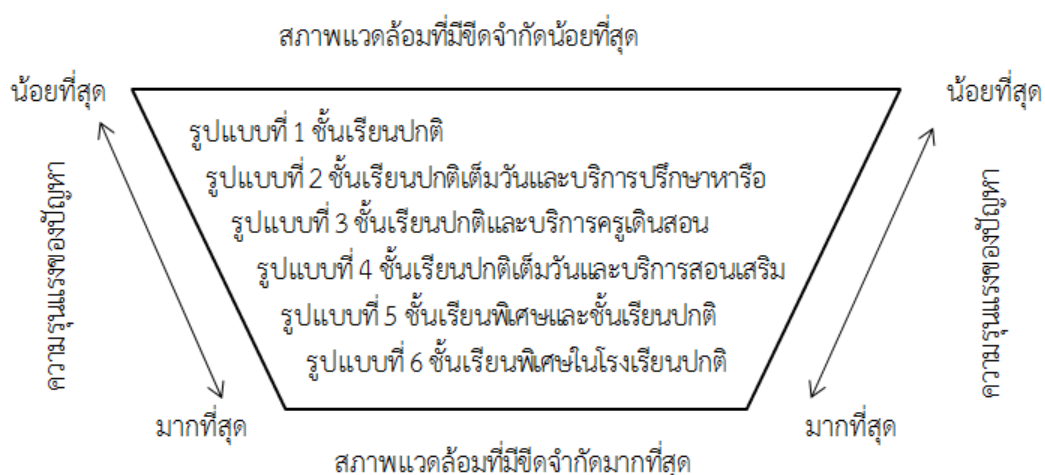 สภาพแวดล้อมที่มีขีดจำกัดน้อยที่สุด
น้อยที่สุด
น้อยที่สุด
รูปแบบที่ 1 ชั้นเรียนปกติ
รูปแบบที่ 2 ชั้นเรียนปกติเต็มวันและบริการปรึกษาหารือ
รูปแบบที่ 3 ชั้นเรียนปกติและบริการครูเดินสอน
รูปแบบที่ 4 ชั้นเรียนปกติเต็มวันและบริการสอนเสริม
รูปแบบที่ 5 ชั้นเรียนพิเศษและชั้นเรียนปกติ
รูปแบบที่ 6 ชั้นเรียนพิเศษในโรงเรียนปกติ
ความรุนแรงของปัญหา
ความรุนแรงของปัญหา
มากที่สุด
มากที่สุด
สภาพแวดล้อมที่มีขีดจำกัดมากที่สุด